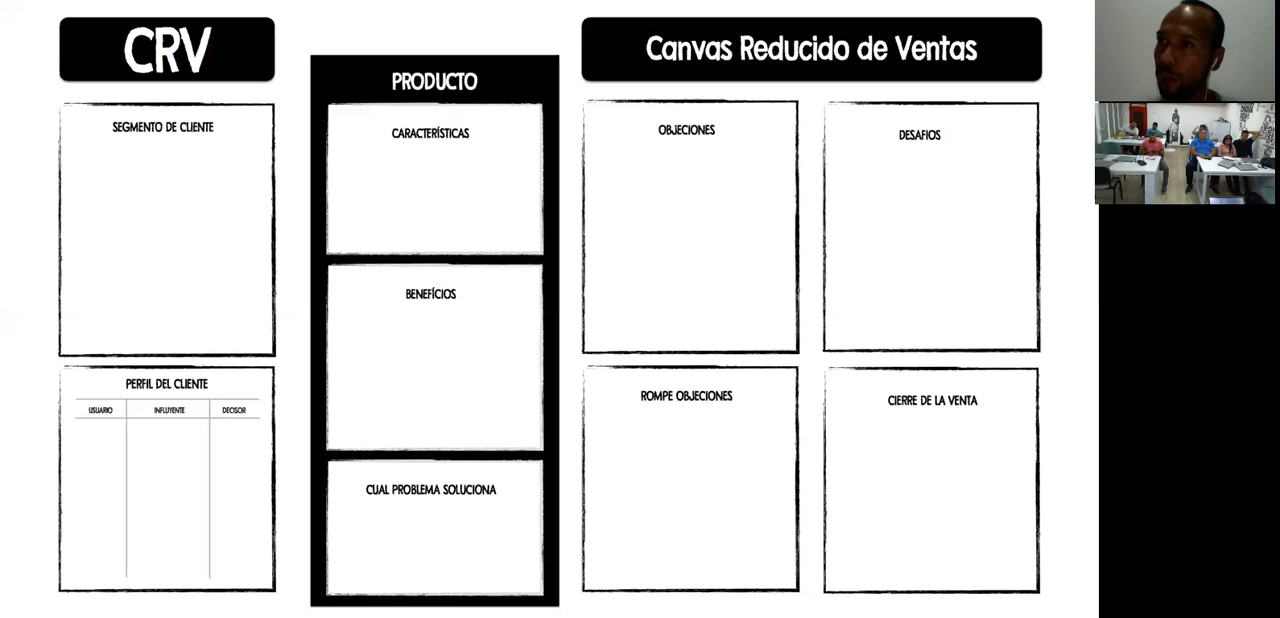 CRV
Canvas Reducido de Ventas
SEGMENTO DE CLIENTE
PERFIL DEL CLIENTE
USUARIO
INFLUYENTE
DECISOR
PRODUCTO
CARACTERÍSTICAS
BENEFÍCIOS
CUAL PROBLEMA SOLUCIONA
OBJECIONES
DESAFIOS
ROMPE OBJECIONES
CIERRE DE LA VENTA